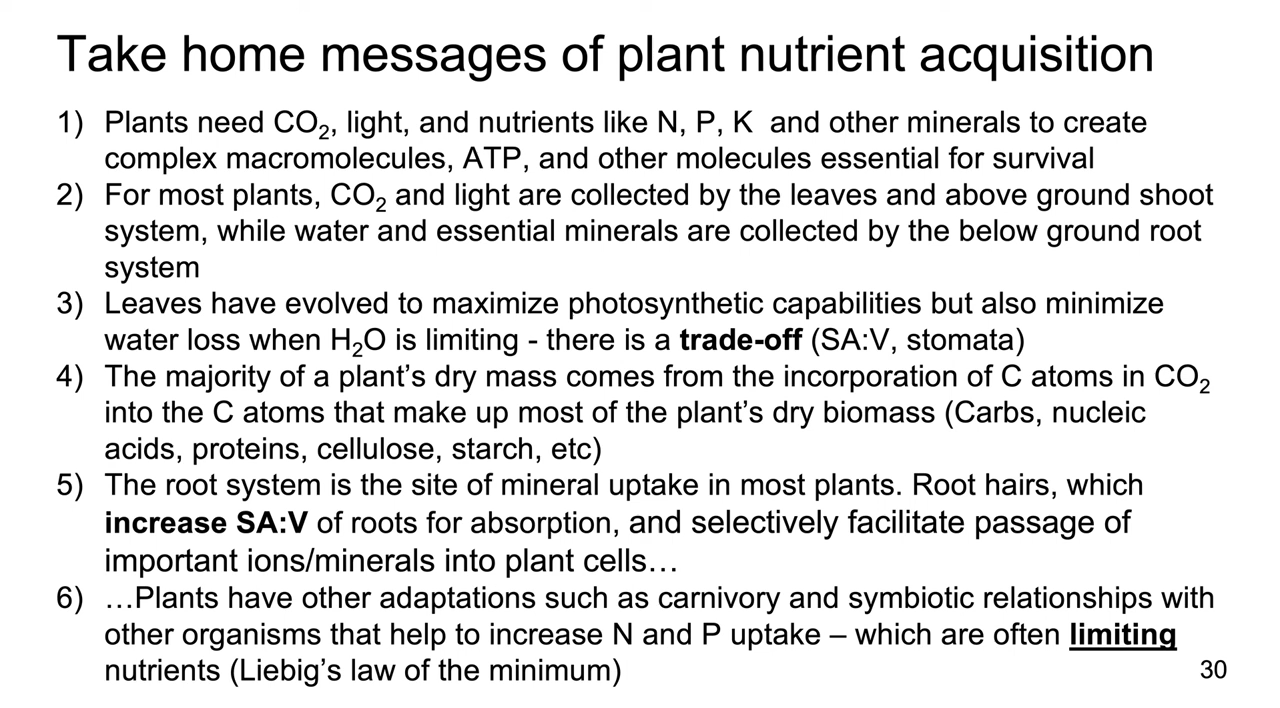 Take home messages of plant nutrient acquisition
1) Plants need CO₂, light, and nutrients like N, P, K and other minerals to create
complex macromolecules, ATP, and other molecules essential for survival
2) For most plants, CO₂ and light are collected by the leaves and above ground shoot
system, while water and essential minerals are collected by the below ground root
system
3) Leaves have evolved to maximize photosynthetic capabilities but also minimize
water loss when H₂O is limiting - there is a trade-off (SA:V, stomata)
4) The majority of a plant’s dry mass comes from the incorporation of C atoms in CO₂
into the C atoms that make up most of the plant’s dry biomass (Carbs, nucleic
acids, proteins, cellulose, starch, etc)
5) The root system is the site of mineral uptake in most plants. Root hairs, which
increase SA:V of roots for absorption, and selectively facilitate passage of
important ions/minerals into plant cells…
6) …Plants have other adaptations such as carnivory and symbiotic relationships with
other organisms that help to increase N and P uptake – which are often limiting
nutrients (Liebig’s law of the minimum)
30